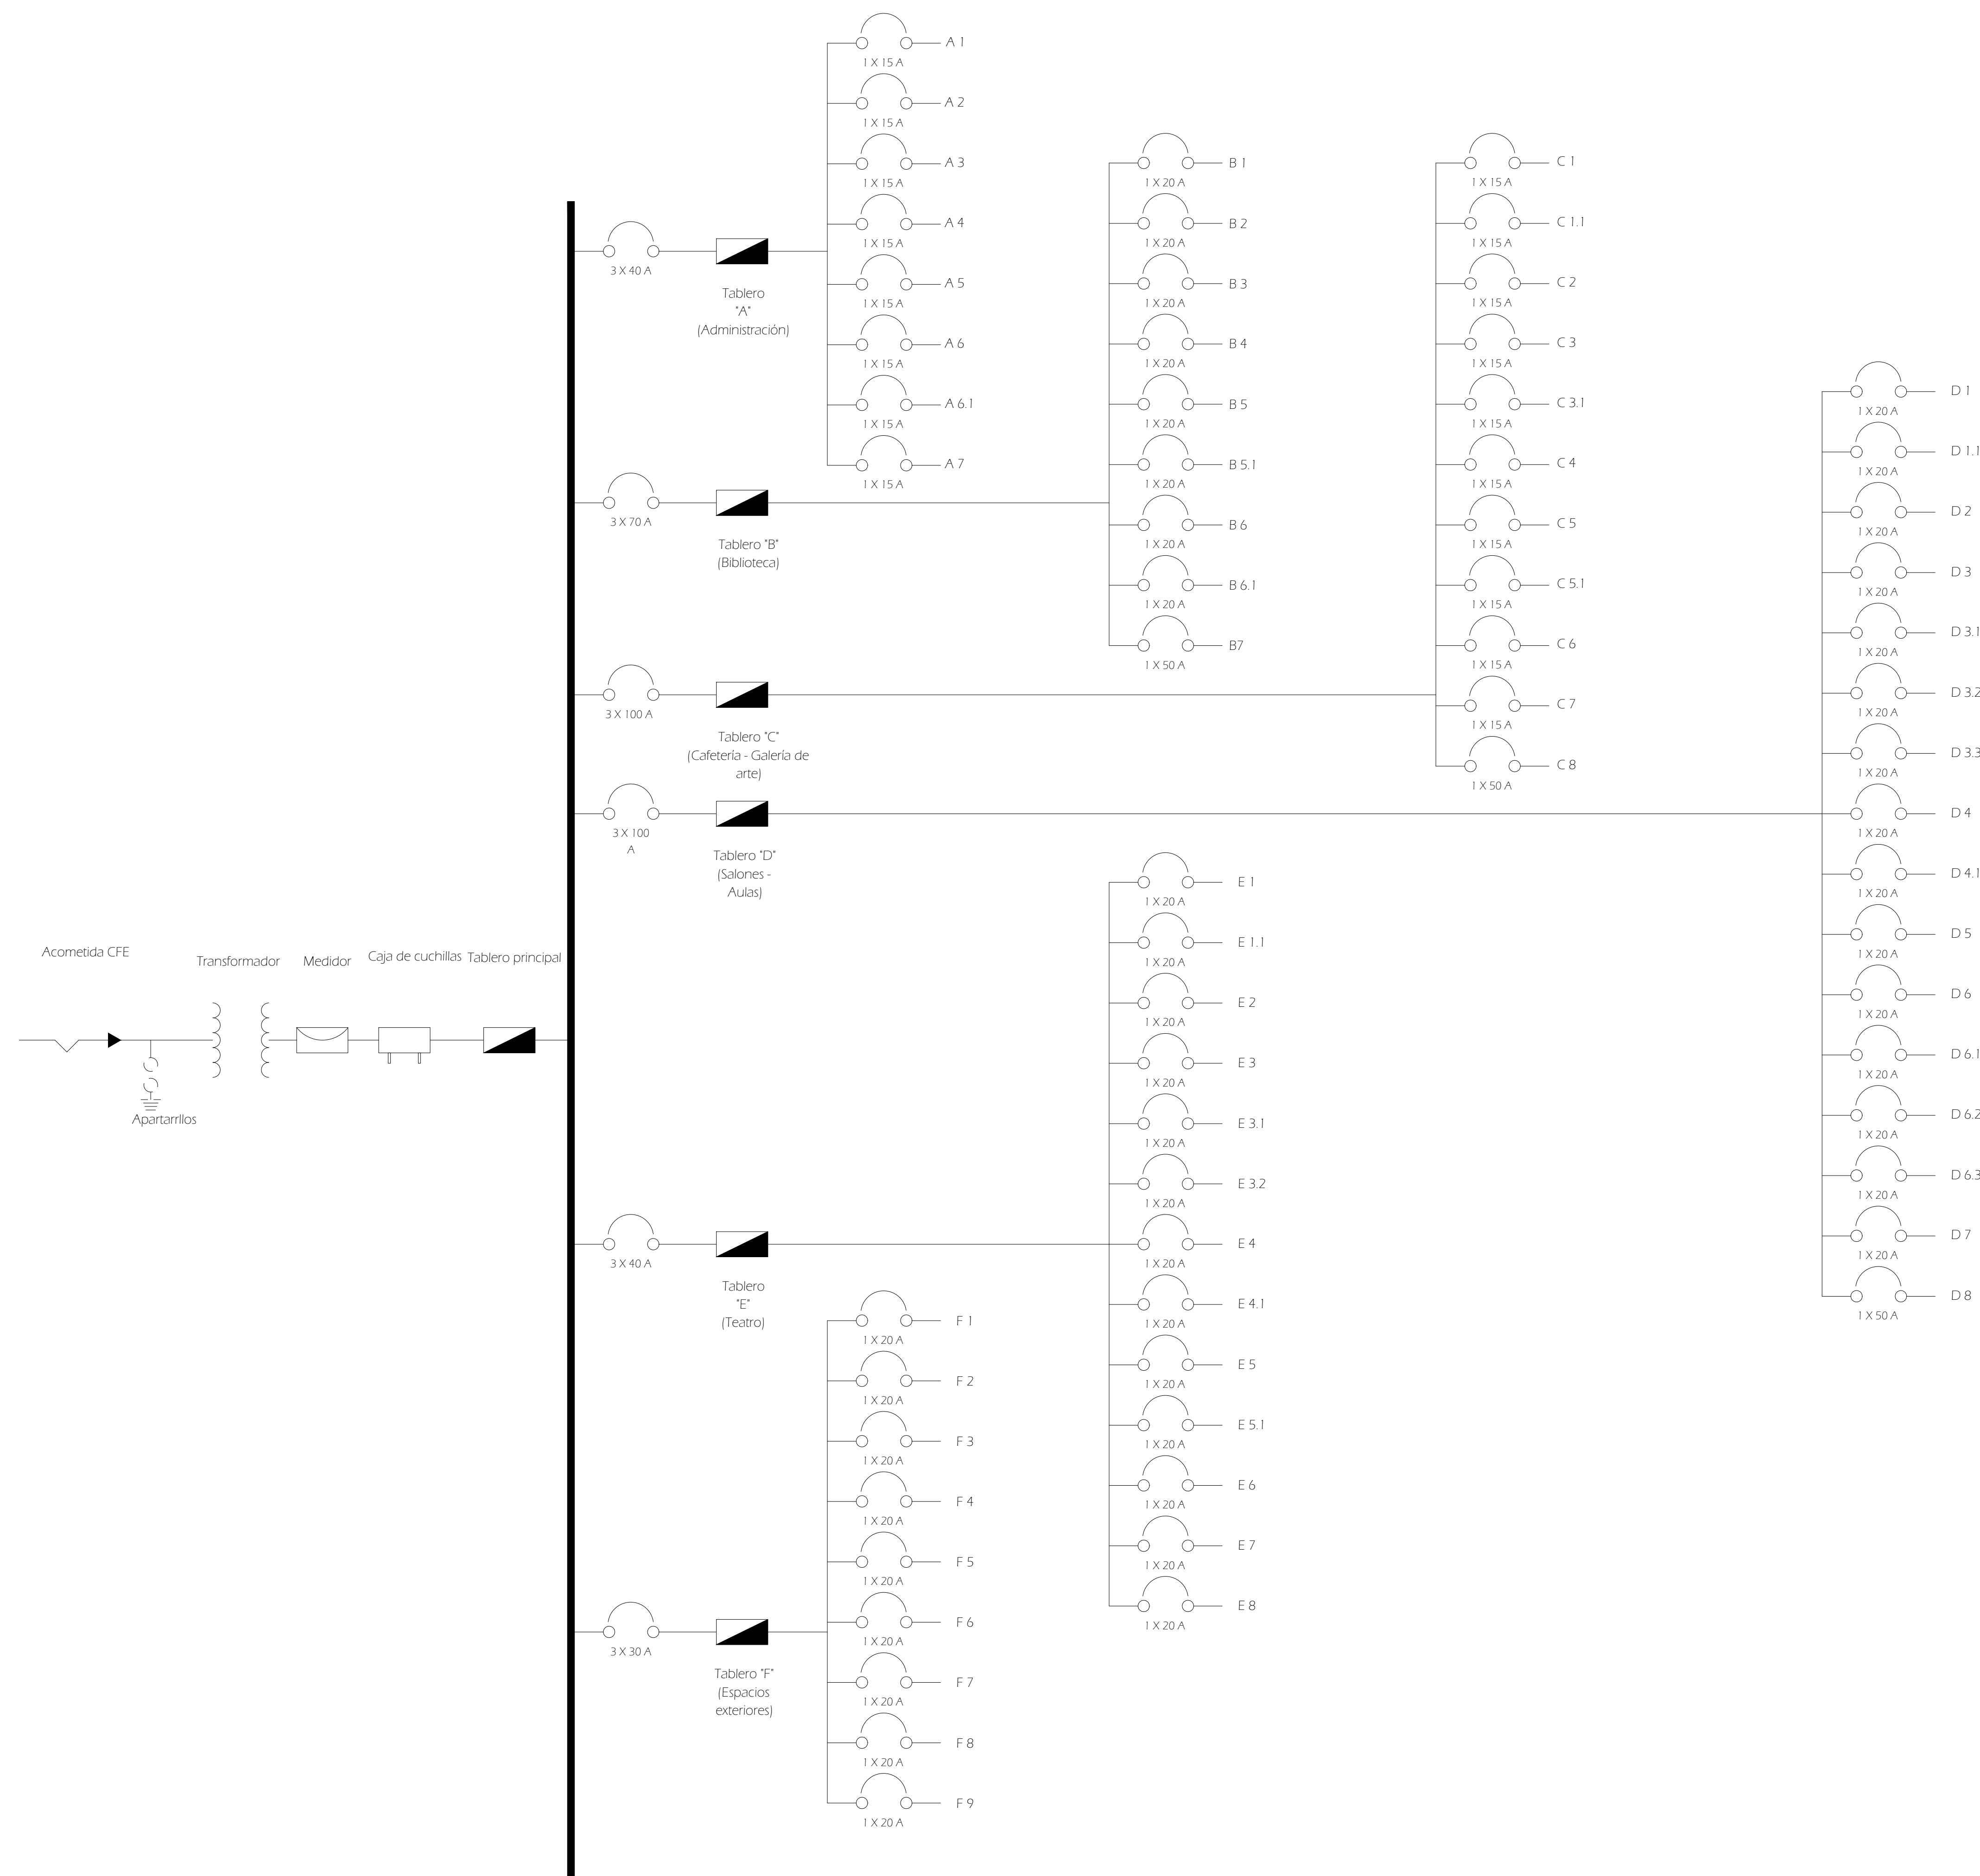 A 1
1 X 15 A
A 2
1 X 15 A
A 3
1 X 15 A
A 4
1 X 15 A
A 5
1 X 15 A
A 6
1 X 15 A
A 6.1
1 X 15 A
A 7
1 X 15 A
3 X 40 A
Tablero
"A"
(Administración)
B 1
1 X 20 A
B 2
1 X 20 A
B 3
1 X 20 A
B 4
1 X 20 A
B 5
1 X 20 A
B 5.1
1 X 20 A
B 6
1 X 20 A
B 6.1
1 X 20 A
B7
1 X 50 A
3 X 70 A
Tablero "B"
(Biblioteca)
C 1
1 X 15 A
C 1.1
1 X 15 A
C 2
1 X 15 A
C 3
1 X 15 A
C 3.1
1 X 15 A
C 4
1 X 15 A
C 5
1 X 15 A
C 5.1
1 X 15 A
C 6
1 X 15 A
C 7
1 X 15 A
C 8
1 X 50 A
3 X 100 A
Tablero "C"
(Cafetería - Galería de
arte)
D 1
1 X 20 A
D 1.1
1 X 20 A
D 2
1 X 20 A
D 3
1 X 20 A
D 3.1
1 X 20 A
D 3.2
1 X 20 A
D 3.3
1 X 20 A
D 4
1 X 20 A
D 4.1
1 X 20 A
D 5
1 X 20 A
D 6
1 X 20 A
D 6.1
1 X 20 A
D 6.2
1 X 20 A
D 6.3
1 X 20 A
D 7
1 X 20 A
D 8
1 X 50 A
3 X 100
A
Tablero "D"
(Salones -
Aulas)
Acometida CFE
Transformador
Medidor
Caja de cuchillas
Tablero principal
Apartarrllos
E 1
1 X 20 A
E 1.1
1 X 20 A
E 2
1 X 20 A
E 3
1 X 20 A
E 3.1
1 X 20 A
E 3.2
1 X 20 A
E 4
1 X 20 A
E 4.1
1 X 20 A
E 5
1 X 20 A
E 5.1
1 X 20 A
E 6
1 X 20 A
E 7
1 X 20 A
E 8
1 X 20 A
3 X 40 A
Tablero
"E"
(Teatro)
F 1
1 X 20 A
F 2
1 X 20 A
F 3
1 X 20 A
F 4
1 X 20 A
F 5
1 X 20 A
F 6
1 X 20 A
F 7
1 X 20 A
F 8
1 X 20 A
F 9
1 X 20 A
3 X 30 A
Tablero "F"
(Espacios
exteriores)